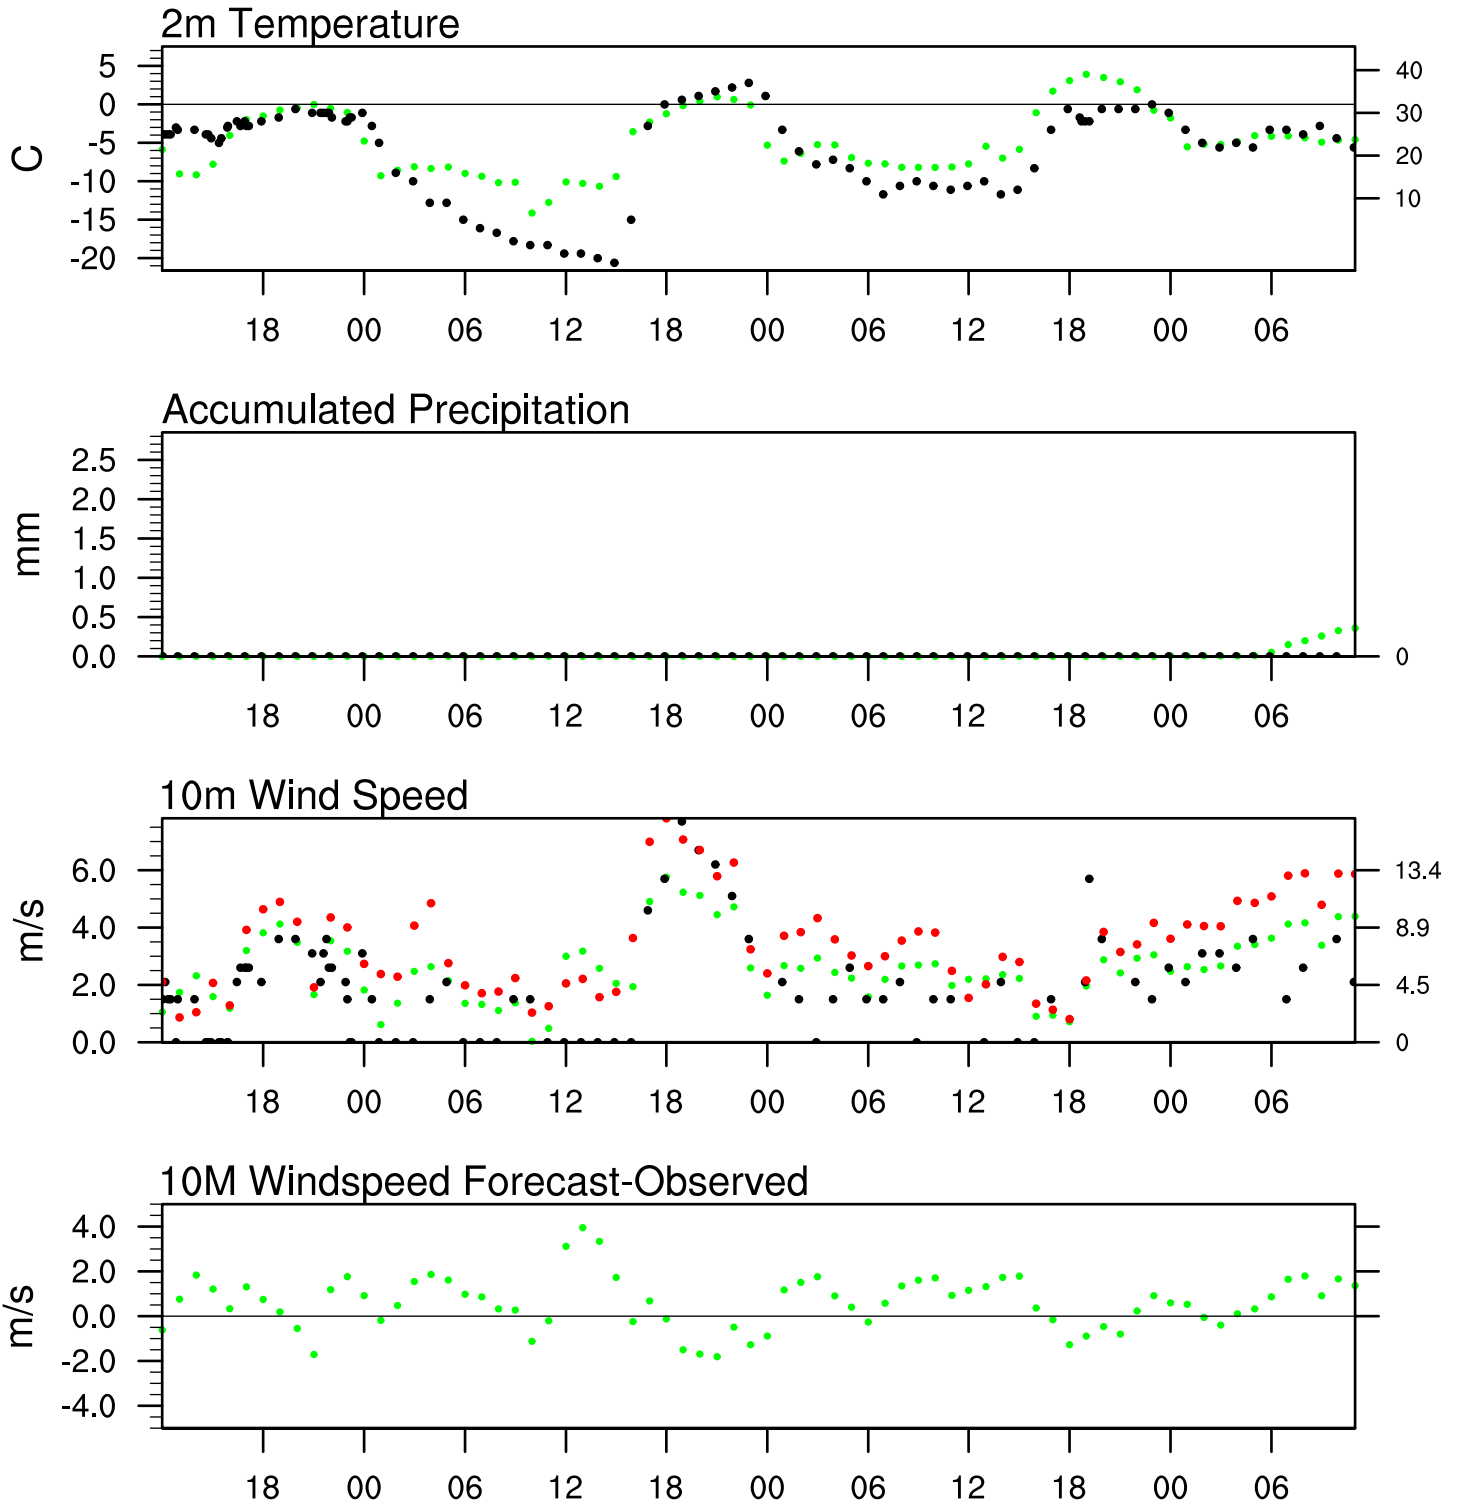 2m Temperature
5
0
-5
-10
-15
-20
C
40
30
20
10
18 00 06 12 18 00 06 12 18 00 06
Accumulated Precipitation
2.5
2.0
1.5
1.0
0.5
0.0
mm
0
18 00 06 12 18 00 06 12 18 00 06
10m Wind Speed
6.0
4.0
2.0
0.0
m/s
13.4
8.9
4.5
0
18 00 06 12 18 00 06 12 18 00 06
10M Windspeed Forecast-Observed
4.0
2.0
0.0
-2.0
-4.0
m/s
18 00 06 12 18 00 06 12 18 00 06